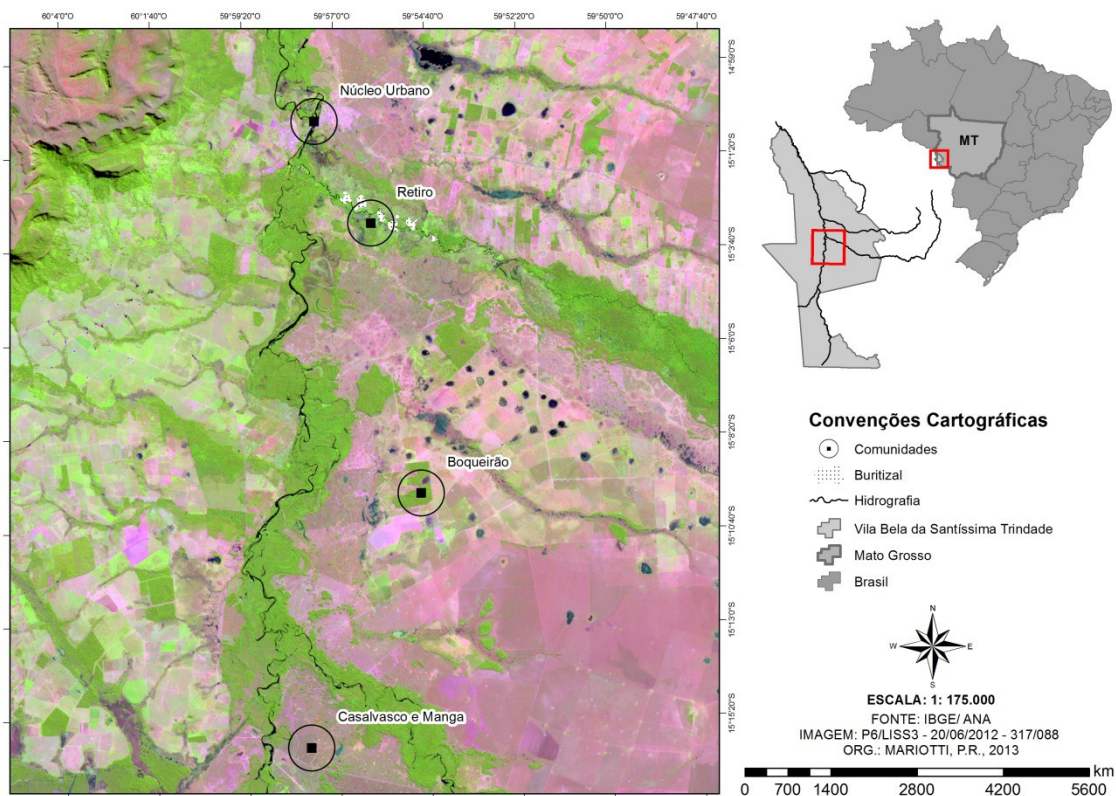 60°4'0"O 60°1'40"O 59°59'20"O 59°57'0"O 59°54'40"O 59°52'20"O 59°50'0"O 59°47'40"O
14°59'0"S
Núcleo Urbano
15°1'20"S
Retiro
15°3'40"S
15°6'0"S
15°8'20"S
Boqueirão
15°10'40"S
15°13'0"S
15°15'20"S
Casalvasco e Manga
MT
Convenções Cartográficas
Comunidades
Buritizal
Hidrografia
Vila Bela da Santíssima Trindade
Mato Grosso
Brasil
N
W E
S
ESCALA: 1: 175.000
FONTE: IBGE/ ANA
IMAGEM: P6/LISS3 - 20/06/2012 - 317/088
ORG.: MARIOTTI, P.R., 2013
km
0 700 1400 2800 4200 5600